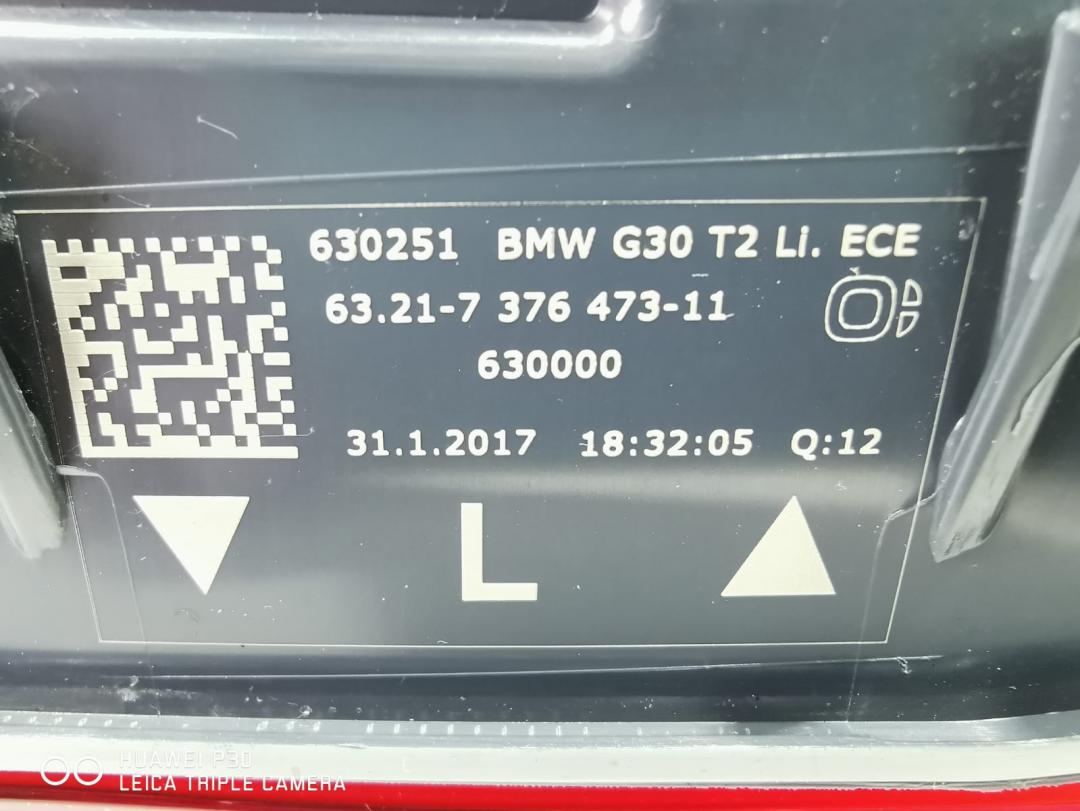 630251 BMW G30 T2 Li. ECE
63.21-7 376 473-11
630000
31.1.2017 18:32:05 Q:12
L
HUAWEI P30
LEICA TRIPLE CAMERA